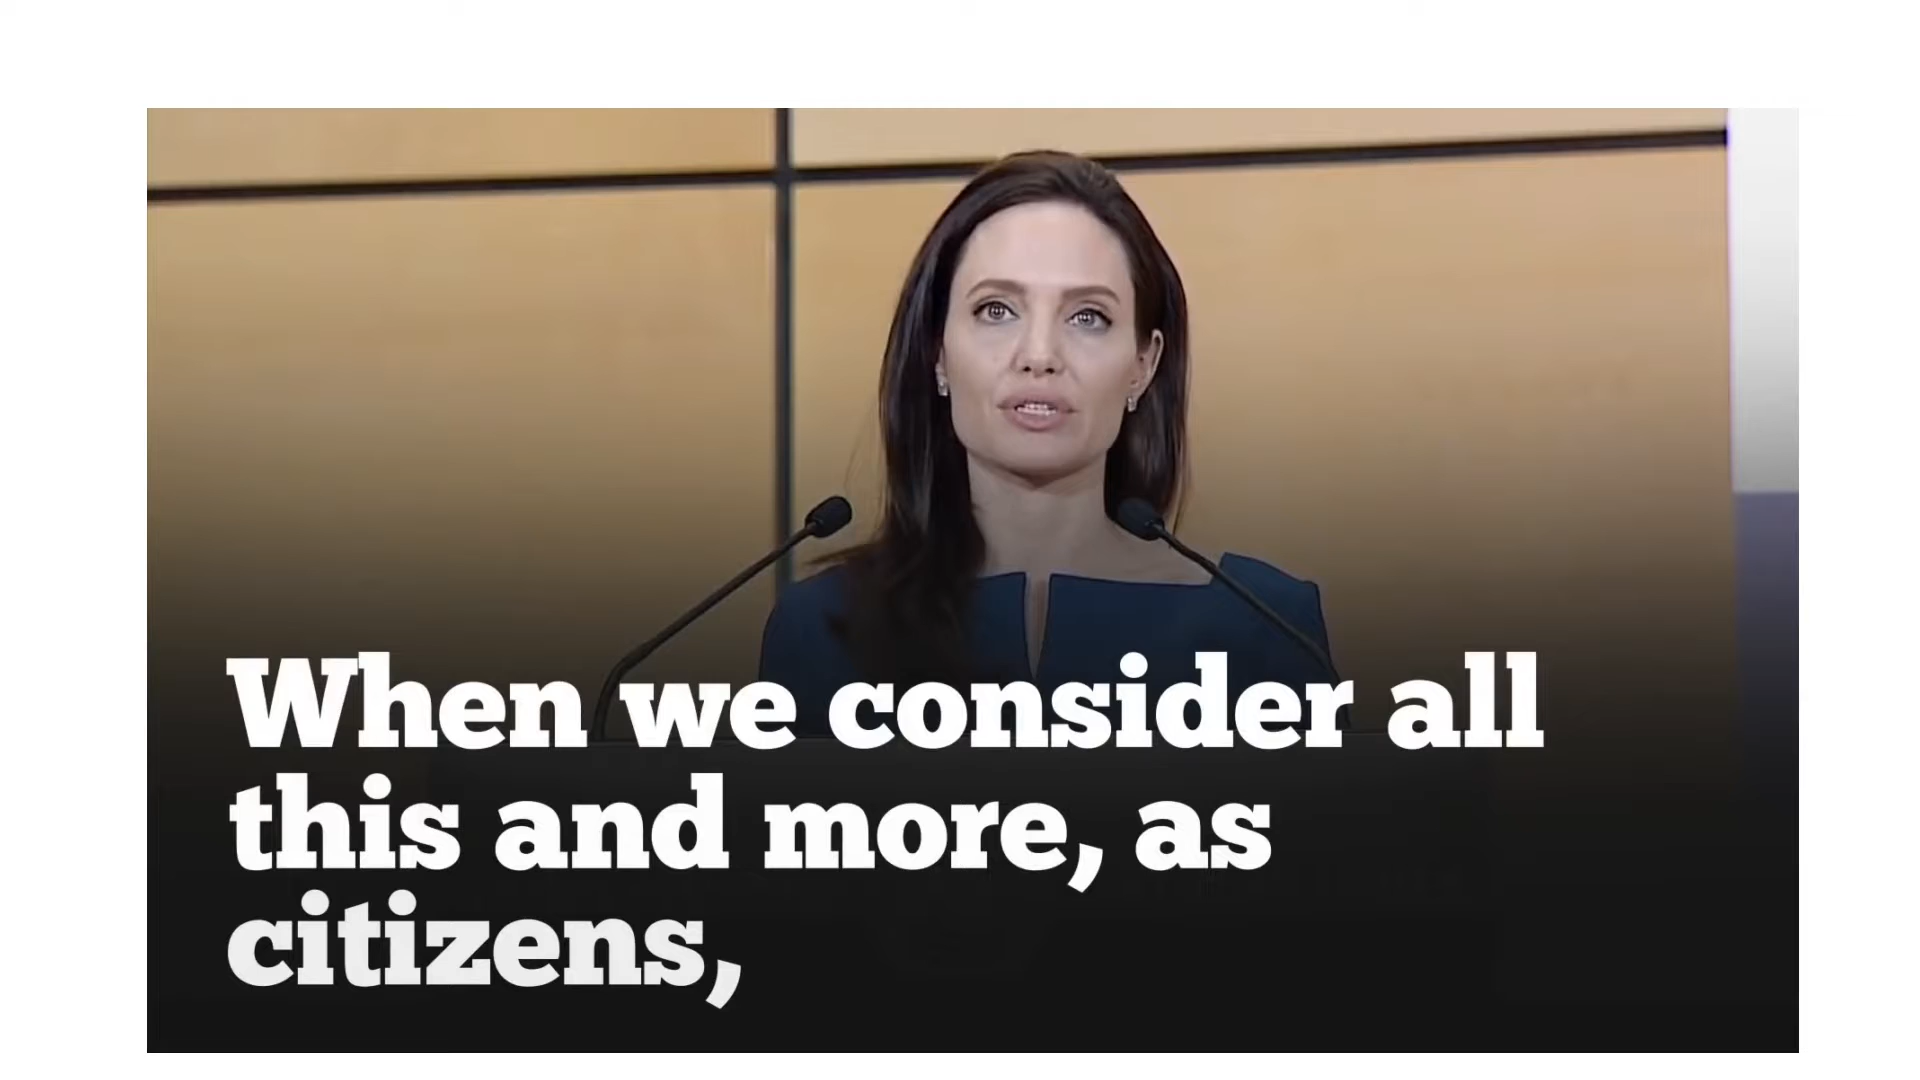 When we consider all
this and more, as
citizens,